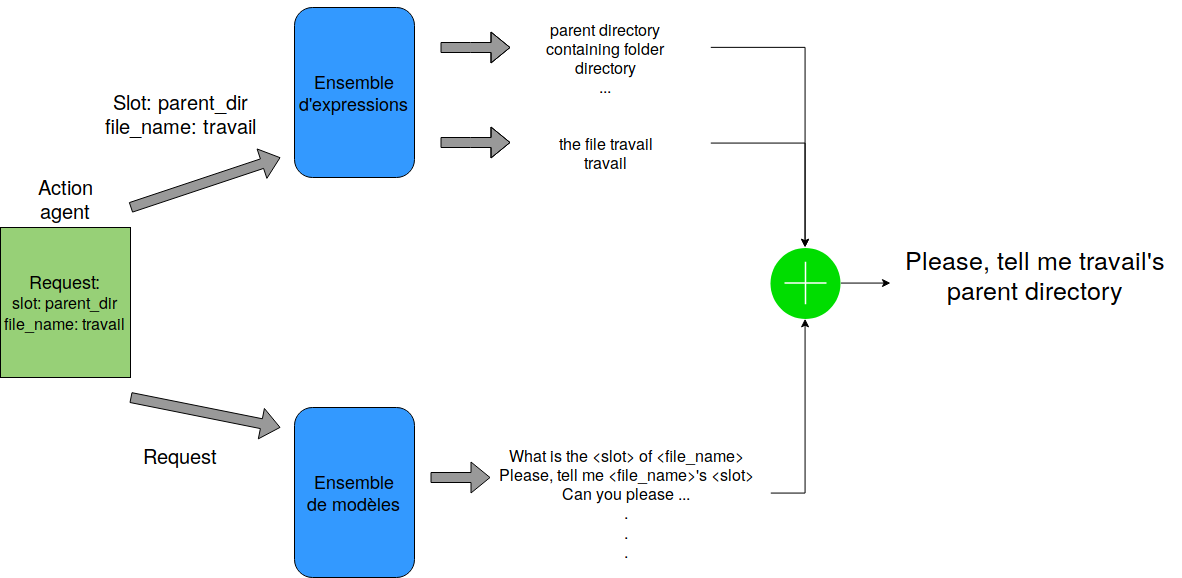 Slot: parent_dir
file_name: travail
Action
agent
Request:
slot: parent_dir
file_name: travail
Request
Ensemble
d'expressions
parent directory
containing folder
directory
...
the file travail
travail
Ensemble
de modèles
What is the <slot> of <file_name>
Please, tell me <file_name>'s <slot>
Can you please ...
.
.
.
Please, tell me travail's
parent directory